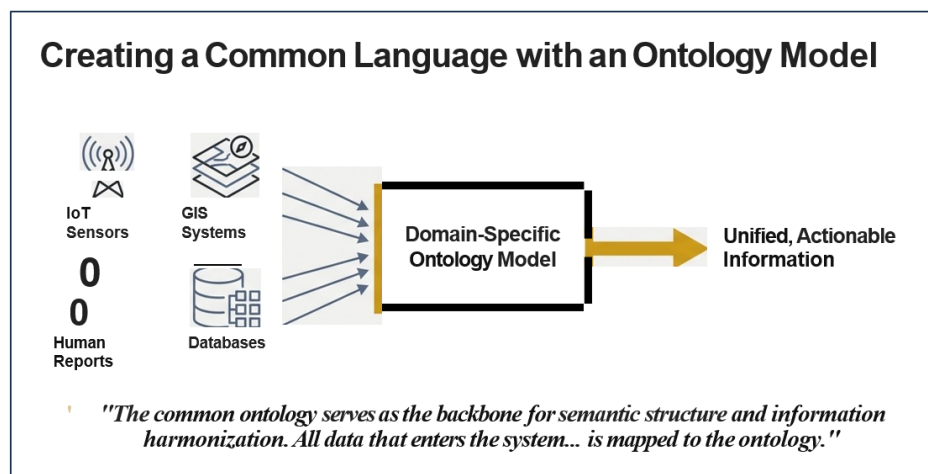 Creating a Common Language with an Ontology Model
IoT
Sensors
GIS
Systems
0
0
Human
Reports
Databases
Domain-Specific
Ontology Model
Unified, Actionable
Information
' "The common ontology serves as the backbone for semantic structure and information
harmonization. All data that enters the system... is mapped to the ontology."